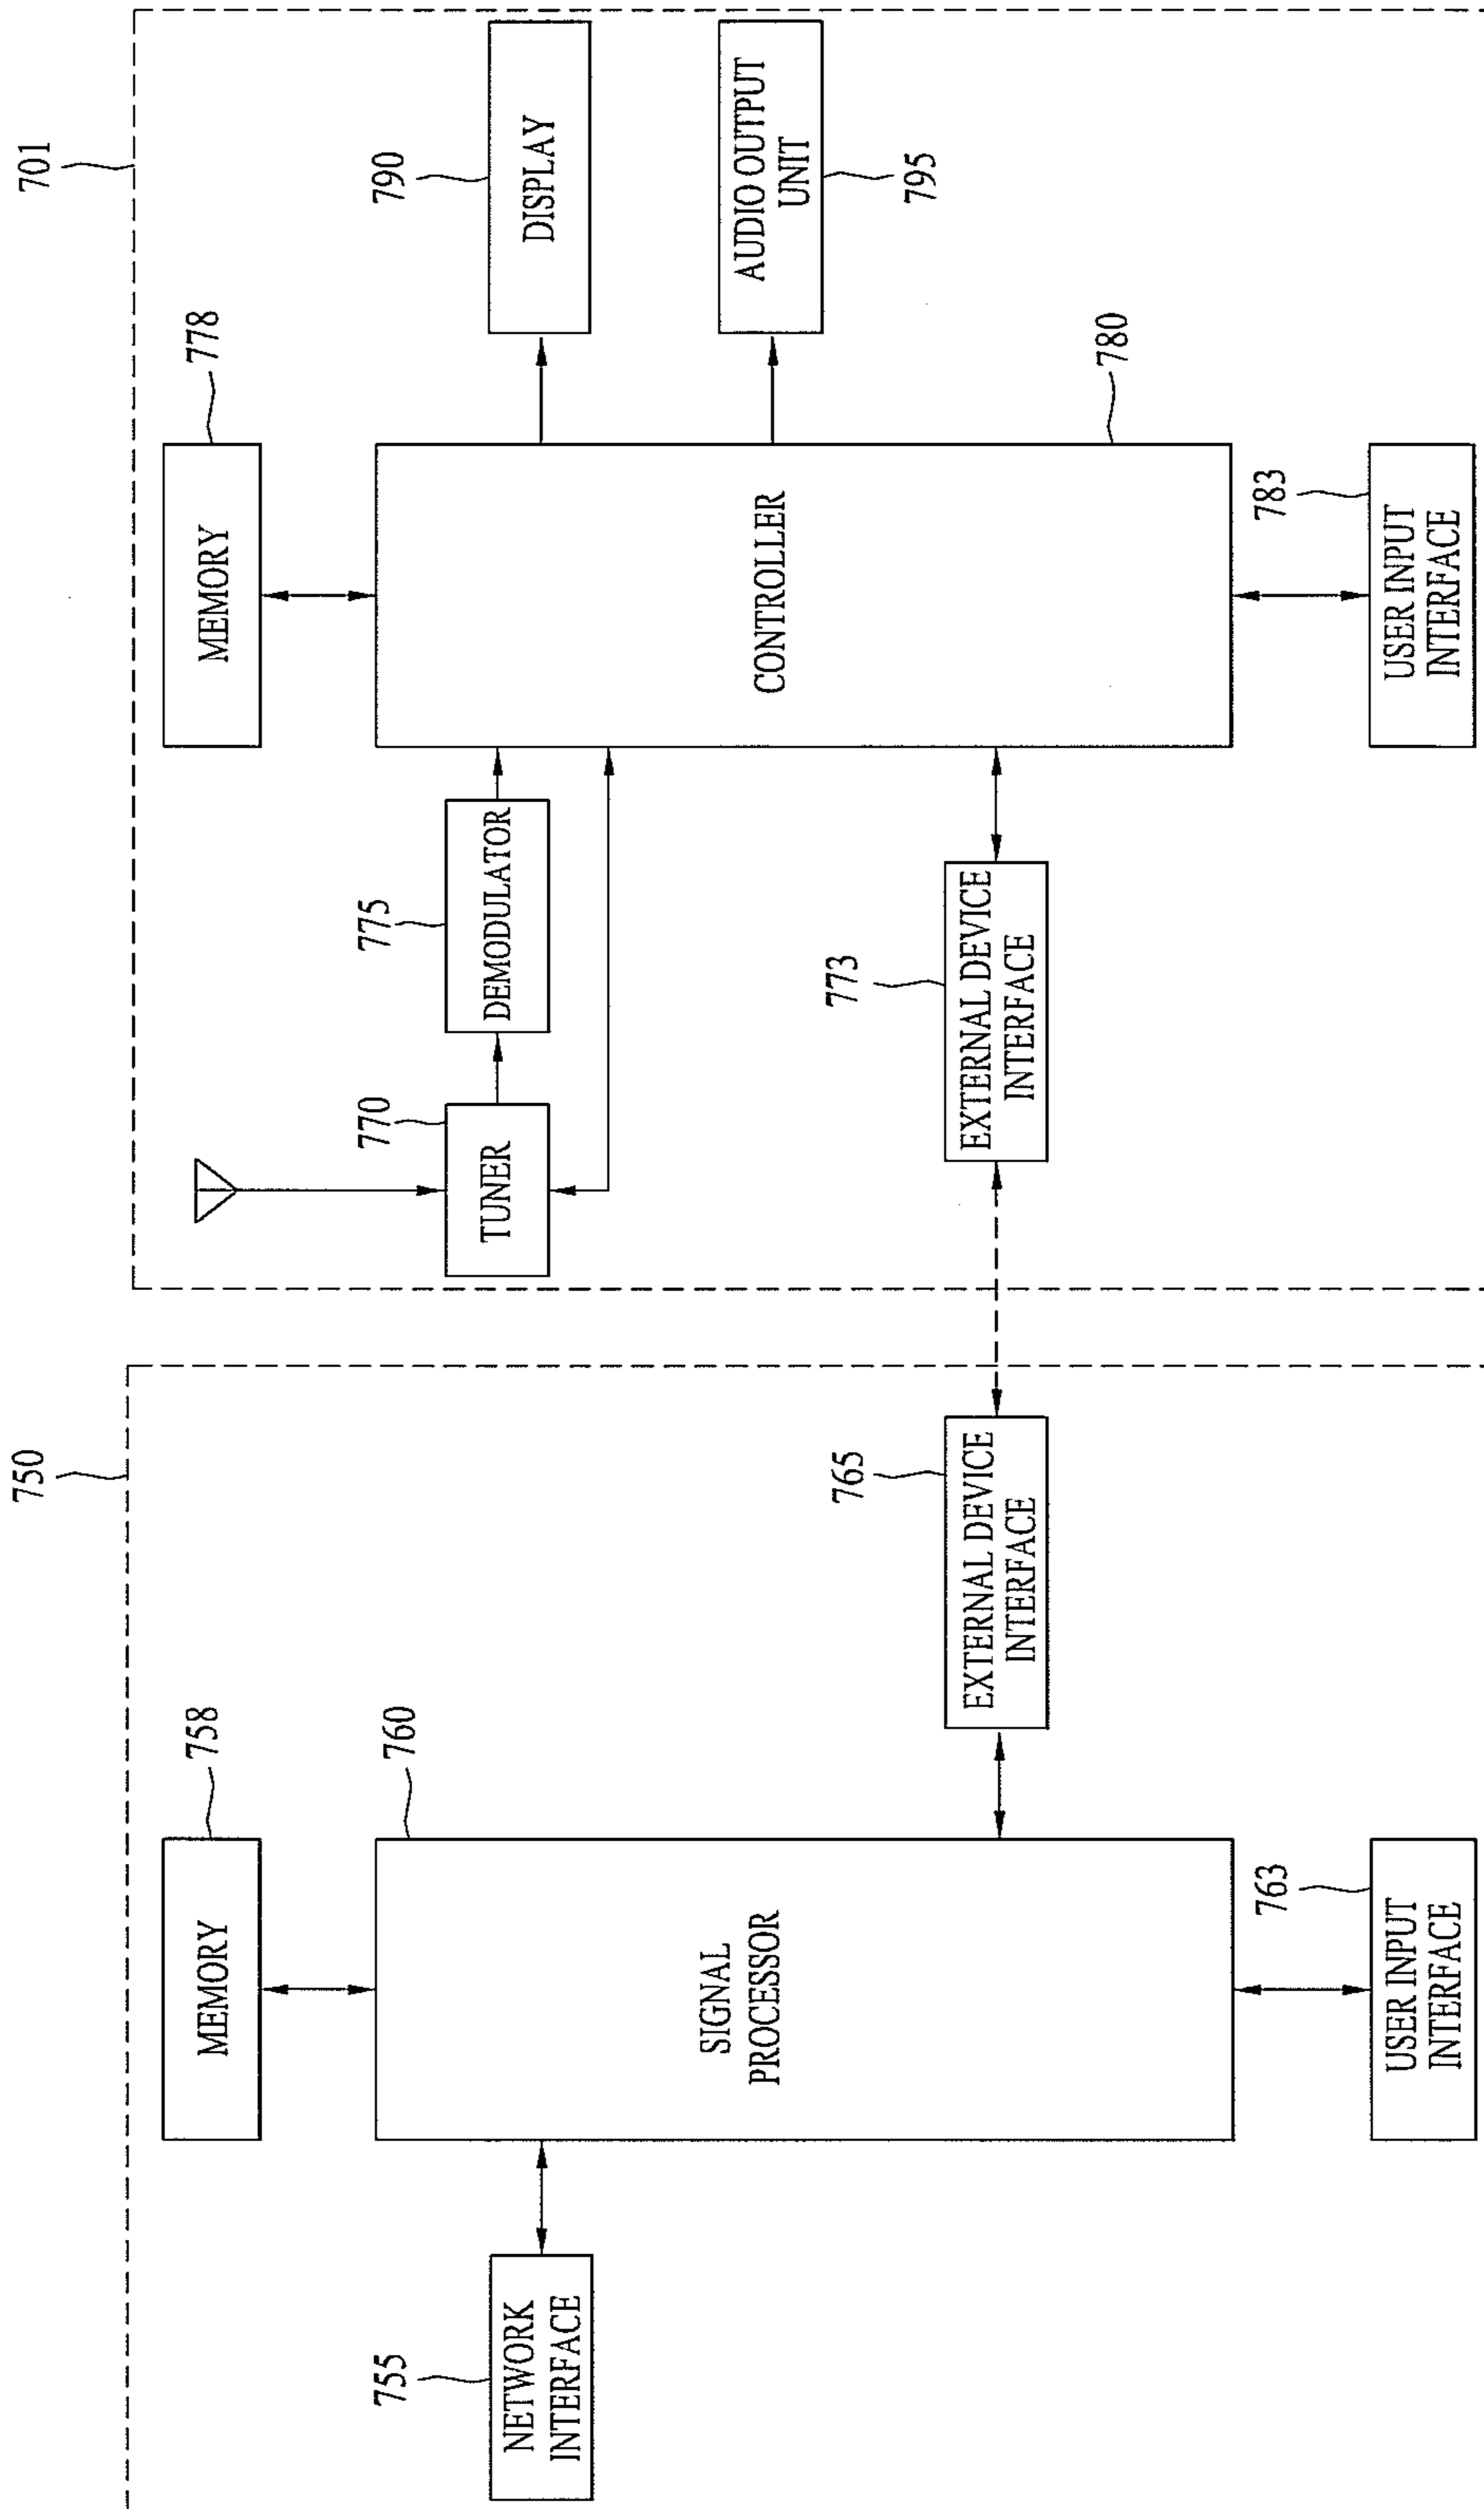 750
758
MEMORY
755
NETWORK
INTERFACE
760
SIGNAL
PROCESSOR
765
EXTERNAL DEVICE
INTERFACE
763
USER INPUT
INTERFACE
701
778
MEMORY
770
TUNER
775
DEMODULATOR
790
DISPLAY
CONTROLLER
AUDIO OUTPUT
UNIT
795
773
EXTERNAL DEVICE
INTERFACE
780
783
USER INPUT
INTERFACE